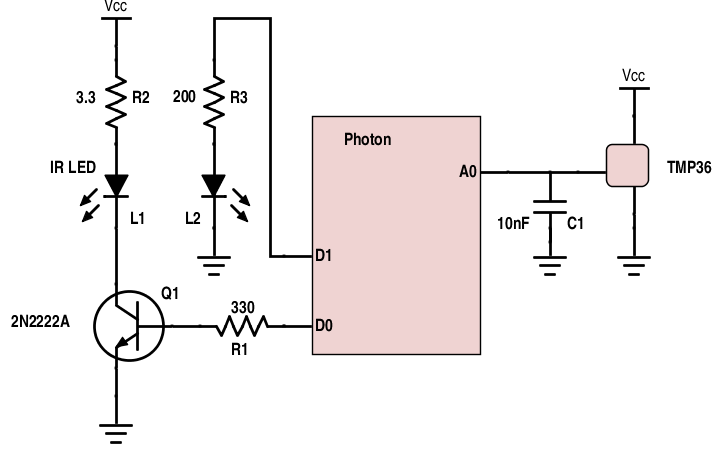 Vcc
3.3
R2
200
R3
Photon
Vcc
A0
TMP36
IR LED
L1
L2
10nF
C1
D1
Q1
2N2222A
330
R1
D0